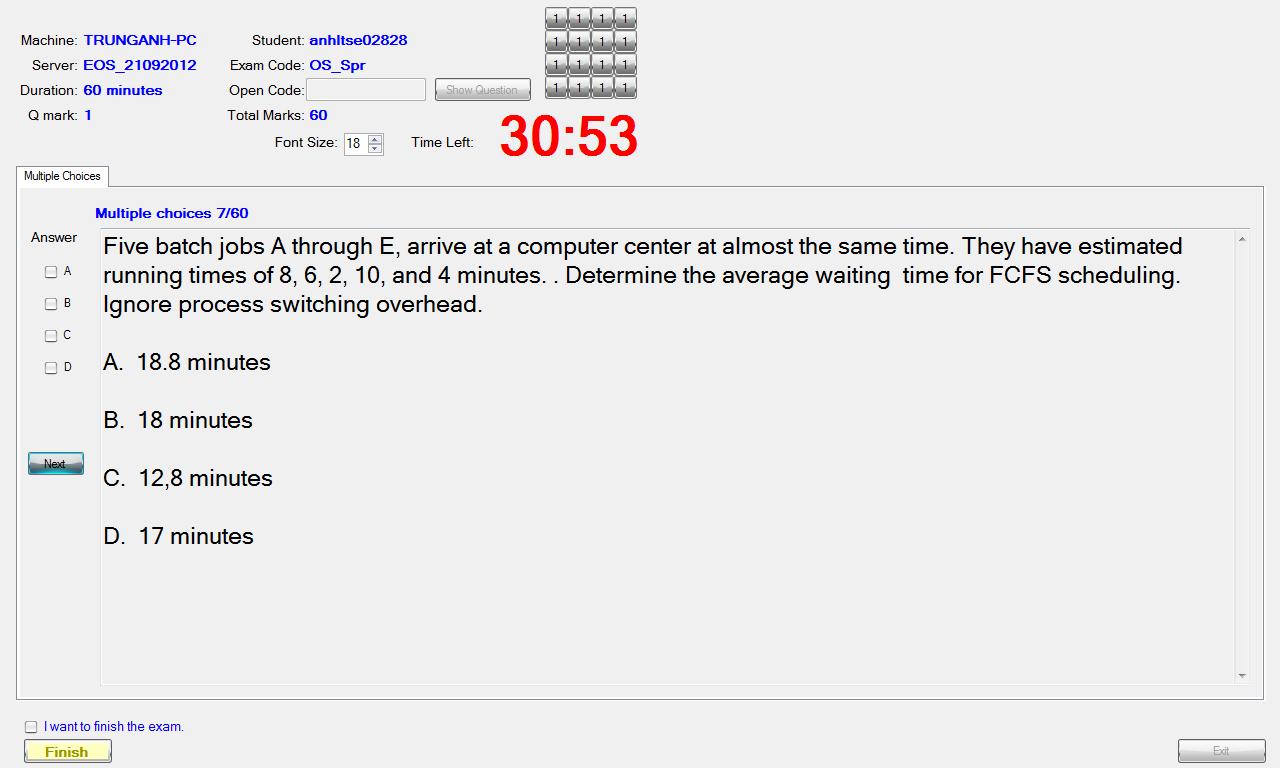 Machine: TRUNGANH-PC Student: anhltse02828
Server: EOS_21092012 Exam Code: OS_Spr
Duration: 60 minutes Open Code: Show Question
Q mark: 1 Total Marks: 60
Font Size: 18 Time Left: 30:53
1 1 1 1
1 1 1 1
1 1 1 1
1 1 1 1
Multiple Choices
Multiple choices 7/60
Answer
A
B
C
D
Next
Five batch jobs A through E, arrive at a computer center at almost the same time. They have estimated
running times of 8, 6, 2, 10, and 4 minutes. . Determine the average waiting  time for FCFS scheduling.
Ignore process switching overhead.
A.  18.8 minutes
B.  18 minutes
C.  12,8 minutes
D.  17 minutes
I want to finish the exam.
Finish
Exit